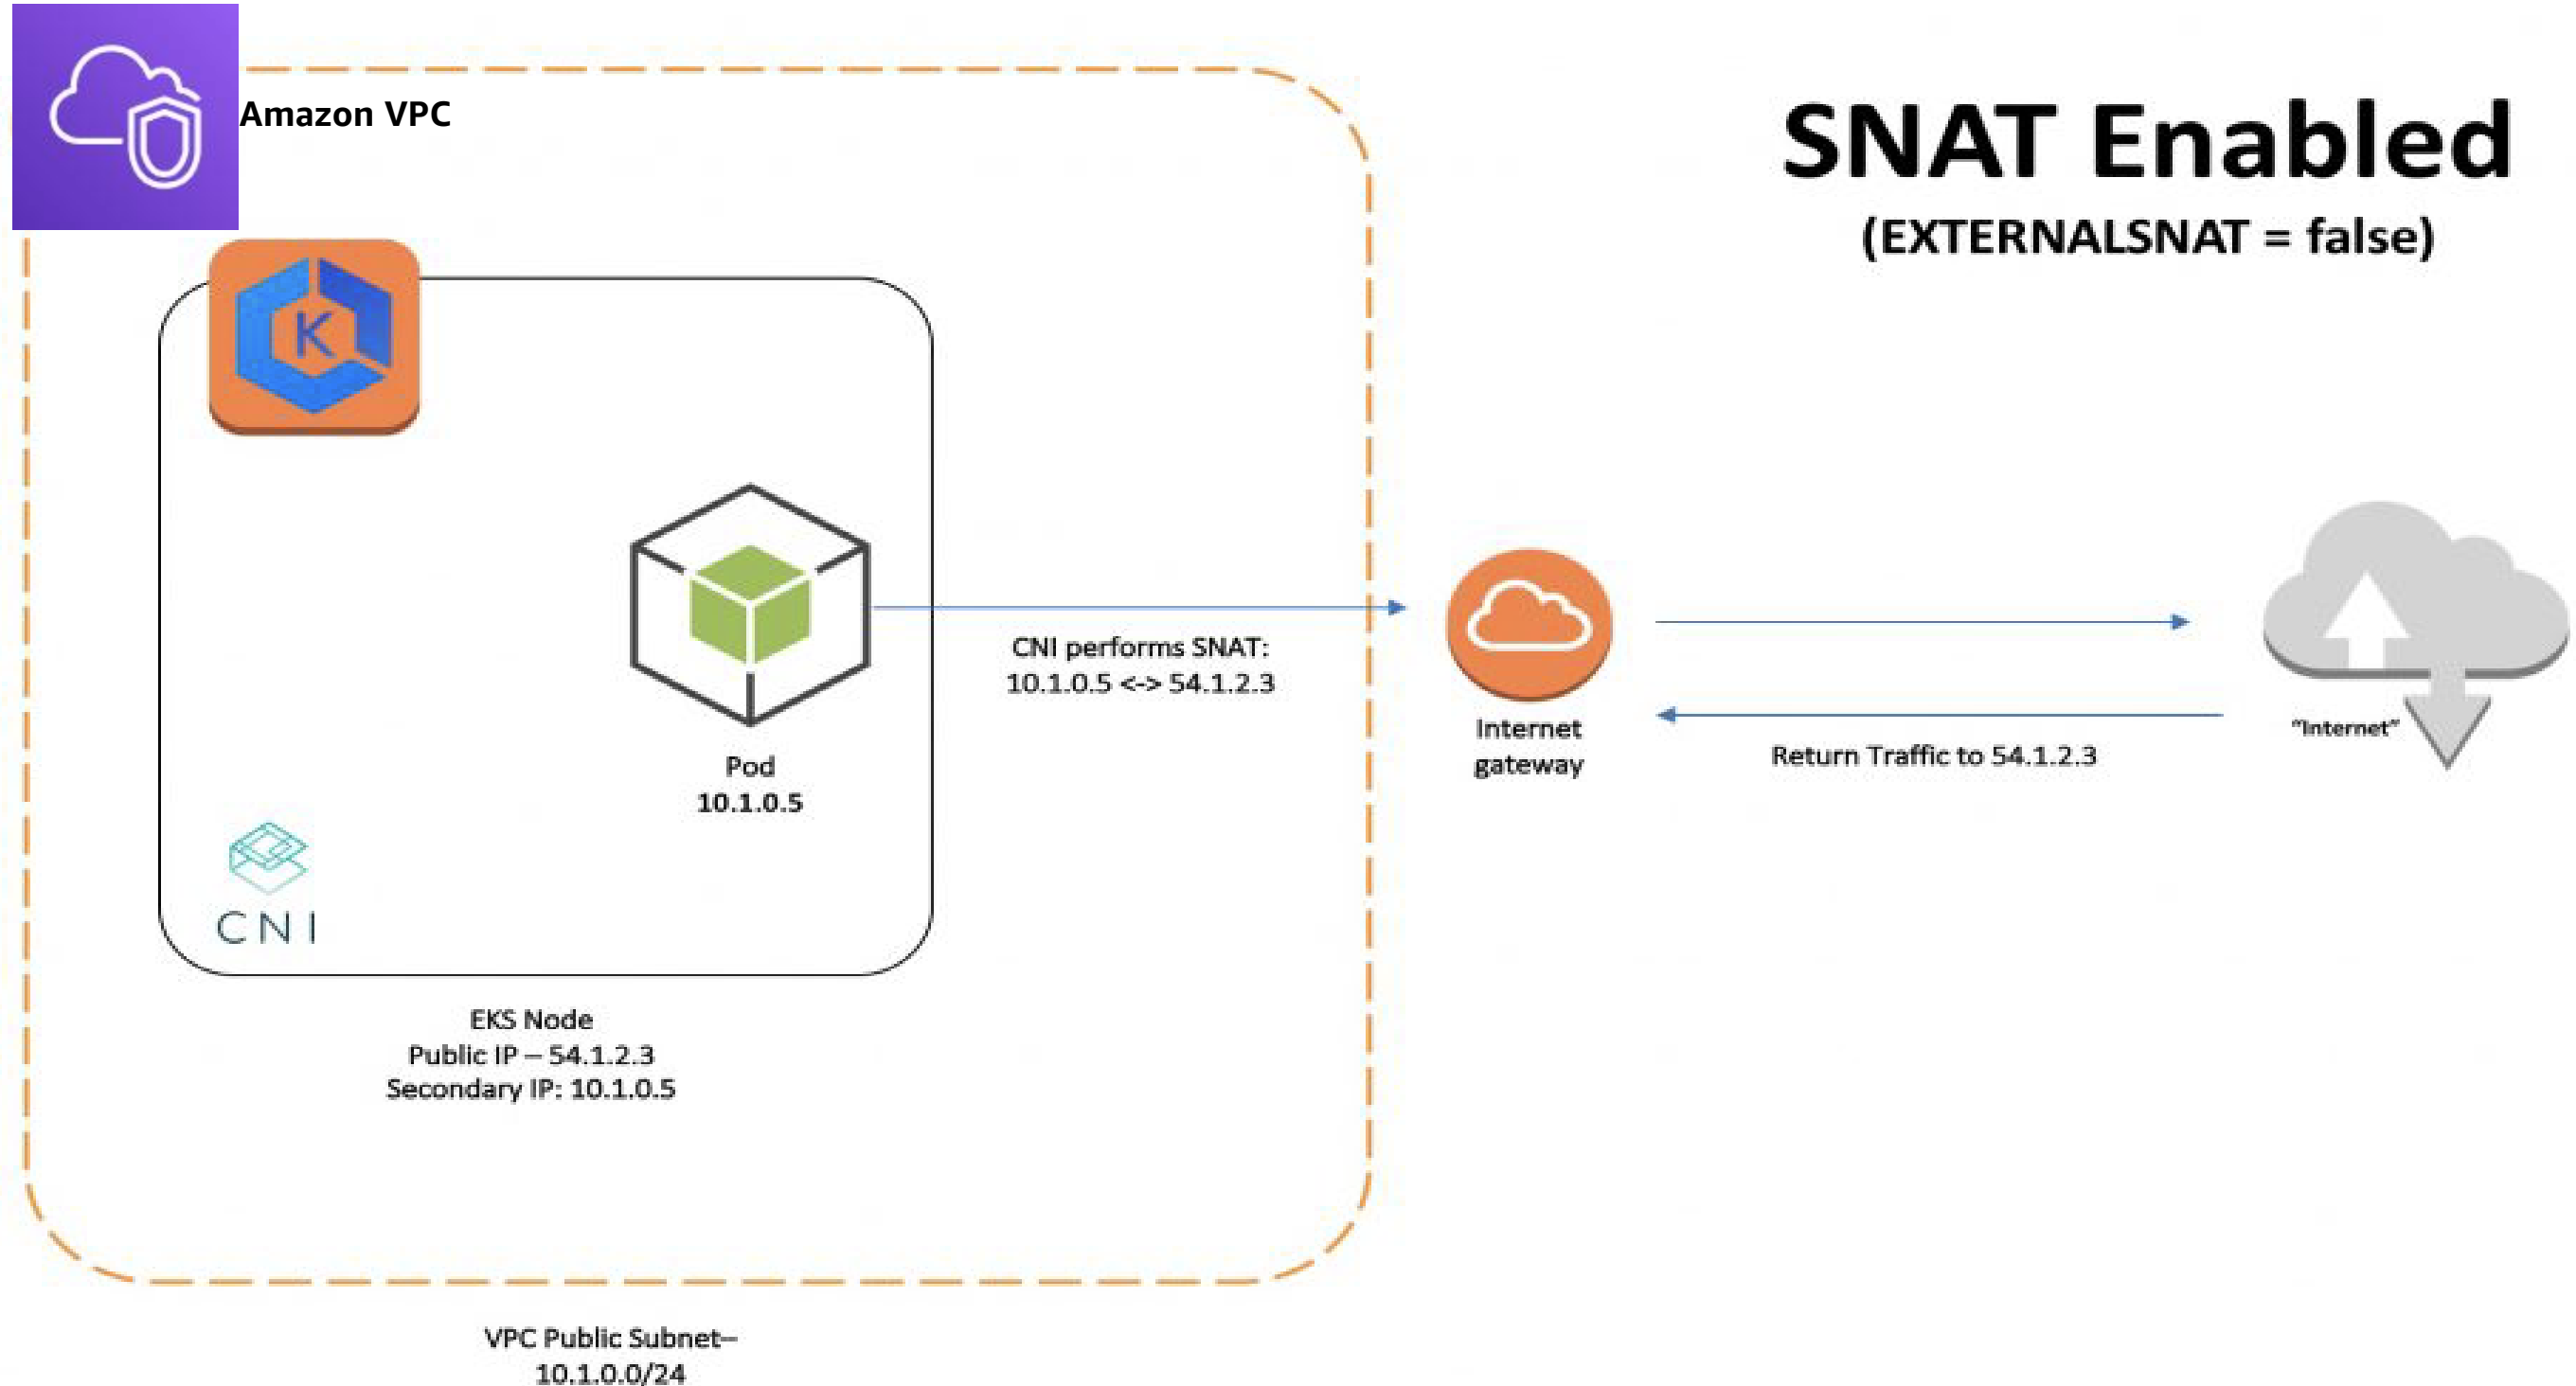 Amazon VPC
SNAT Enabled
(EXTERNALSNAT = false)
K
CNI performs SNAT:
10.1.0.5 <-> 54.1.2.3
Pod
10.1.0.5
Internet
gateway
Return Traffic to 54.1.2.3
“Internet”
CNI
EKS Node
Public IP – 54.1.2.3
Secondary IP: 10.1.0.5
VPC Public Subnet–
10.1.0.0/24